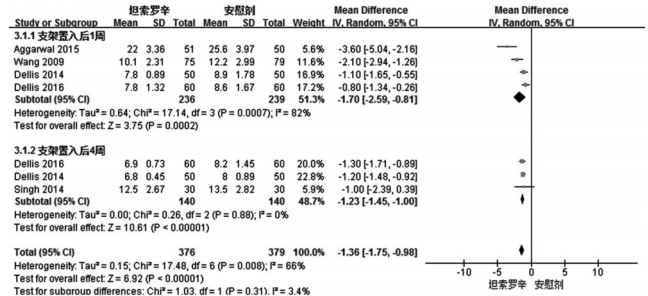 坦索罗辛 安慰剂 Mean Difference Mean Difference
Study or Subgroup Mean SD Total Mean SD Total Weight IV, Random, 95% CI IV, Random, 95% CI
3.1.1 支架置入后1周
Aggarwal 2015 22 3.36 51 25.6 3.97 50 5.6% -3.60 [-5.04, -2.16]
Wang 2009 10.1 2.31 75 12.2 2.99 79 11.3% -2.10 [-2.94, -1.26]
Dellis 2014 7.8 0.89 50 8.9 1.78 50 17.2% -1.10 [-1.65, -0.55]
Dellis 2016 7.8 1.32 60 8.6 1.67 60 17.2% -0.80 [-1.34, -0.26]
Subtotal (95% CI) 236 239 51.3% -1.70 [-2.59, -0.81]
Heterogeneity: Tau² = 0.64; Chi² = 17.14, df = 3 (P = 0.0007); I² = 82%
Test for overall effect: Z = 3.75 (P = 0.0002)
3.1.2 支架置入后4周
Dellis 2016 6.9 0.73 60 8.2 1.45 60 20.0% -1.30 [-1.71, -0.89]
Dellis 2014 6.8 0.45 50 8 0.89 50 22.8% -1.20 [-1.48, -0.92]
Singh 2014 12.5 2.67 30 13.5 2.82 30 5.9% -1.00 [-2.39, 0.39]
Subtotal (95% CI) 140 140 48.7% -1.23 [-1.45, -1.00]
Heterogeneity: Tau² = 0.00; Chi² = 0.26, df = 2 (P = 0.88); I² = 0%
Test for overall effect: Z = 10.61 (P < 0.00001)
Total (95% CI) 376 379 100.0% -1.36 [-1.75, -0.98]
Heterogeneity: Tau² = 0.15; Chi² = 17.48, df = 6 (P = 0.008); I² = 66%
Test for overall effect: Z = 6.92 (P < 0.00001)
Test for subgroup differences: Chi² = 1.03, df = 1 (P = 0.31), I² = 3.4%
-10 -5 0 5 10
坦索罗辛 安慰剂